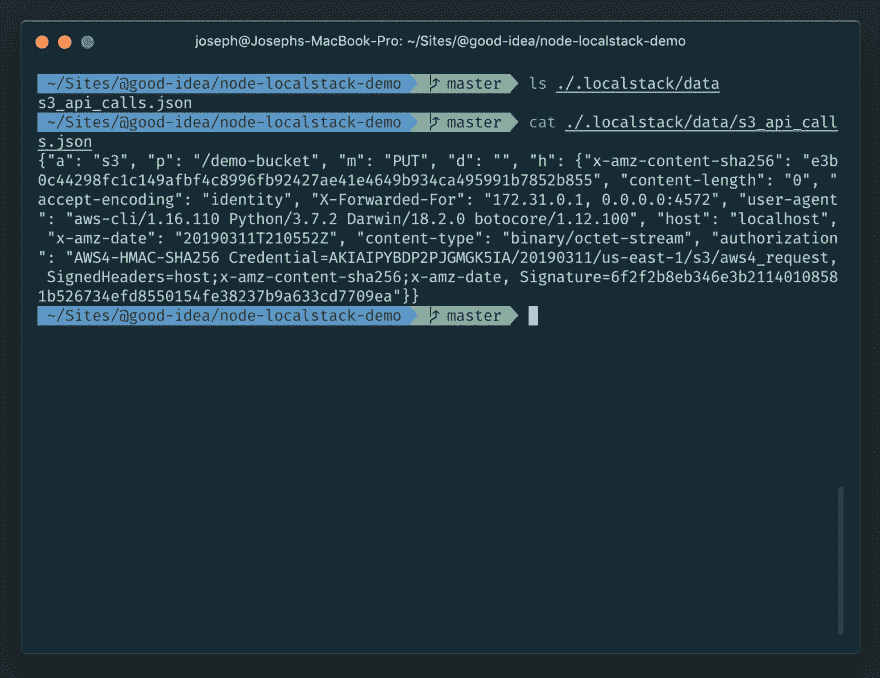 joseph@Josephs-MacBook-Pro: ~/Sites/@good-idea/node-localstack-demo
~/Sites/@good-idea/node-localstack-demo master ls ./.localstack/data
s3_api_calls.json
~/Sites/@good-idea/node-localstack-demo master cat ./.localstack/data/s3_api_call
s.json
{"a": "s3", "p": "/demo-bucket", "m": "PUT", "d": "", "h": {"x-amz-content-sha256": "e3b
0c44298fc1c149afbf4c8996fb92427ae41e4649b934ca495991b7852b855", "content-length": "0", "
accept-encoding": "identity", "X-Forwarded-For": "172.31.0.1, 0.0.0.0:4572", "user-agent
": "aws-cli/1.16.110 Python/3.7.2 Darwin/18.2.0 botocore/1.12.100", "host": "localhost",
 "x-amz-date": "20190311T210552Z", "content-type": "binary/octet-stream", "authorization
": "AWS4-HMAC-SHA256 Credential=AKIAIPYBDP2PJGMGK5IA/20190311/us-east-1/s3/aws4_request,
 SignedHeaders=host;x-amz-content-sha256;x-amz-date, Signature=6f2f2b8eb346e3b2114010858
1b526734efd8550154fe38237b9a633cd7709ea"}}
~/Sites/@good-idea/node-localstack-demo master